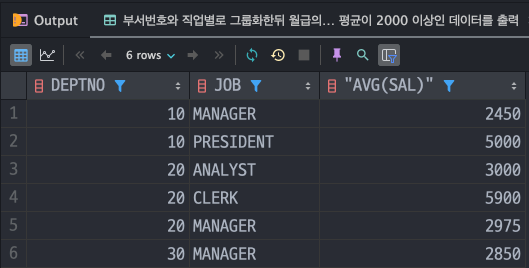 Output
부서번호와 직업별로 그룹화한뒤 월급의... 평균이 2000 이상인 데이터를 출력
6 rows
DEPTNO JOB "AVG(SAL)"
1 10 MANAGER 2450
2 10 PRESIDENT 5000
3 20 ANALYST 3000
4 20 CLERK 5900
5 20 MANAGER 2975
6 30 MANAGER 2850